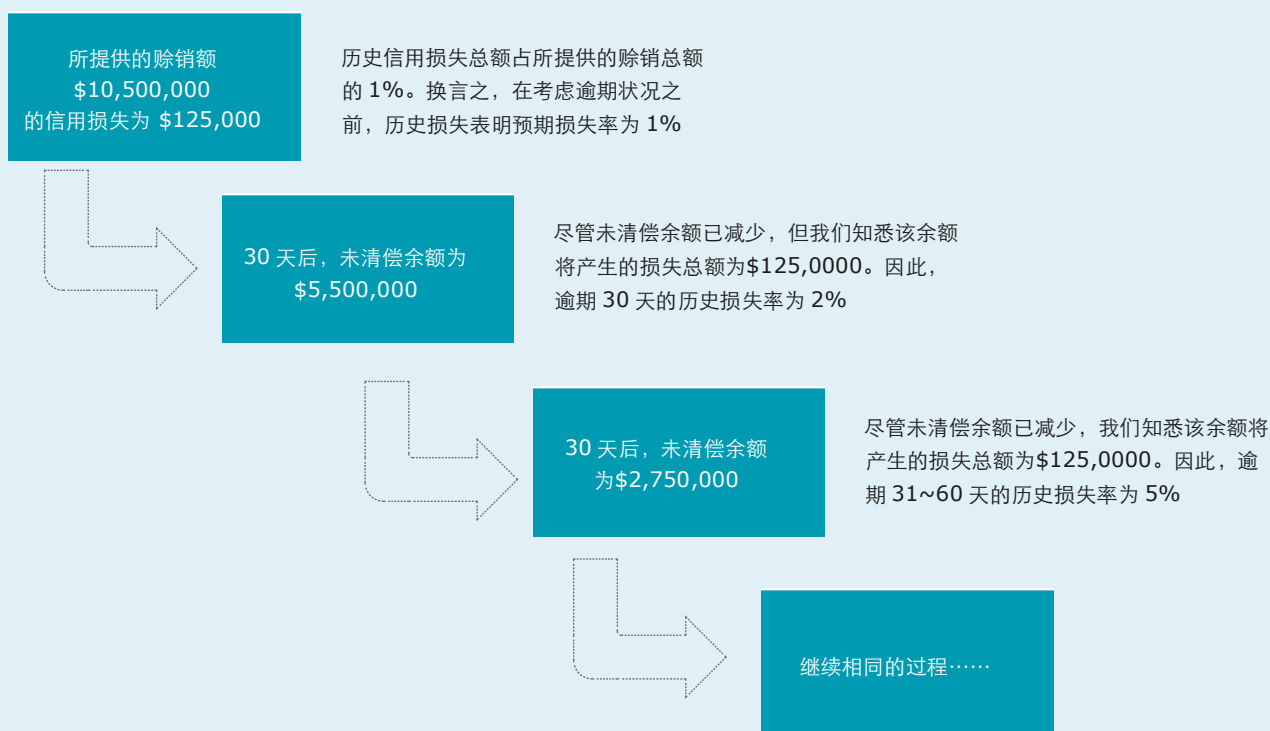 所提供的赊销额
$10,500,000
的信用损失为 $125,000
历史信用损失总额占所提供的赊销总额
的 1%。换言之，在考虑逾期状况之
前，历史损失表明预期损失率为 1%
30 天后，未清偿余额为
$5,500,000
尽管未清偿余额已减少，但我们知悉该余额
将产生的损失总额为$125,0000。因此，
逾期 30 天的历史损失率为 2%
30 天后，未清偿余额
为$2,750,000
尽管未清偿余额已减少，我们知悉该余额将
产生的损失总额为$125,0000。因此，逾
期 31~60 天的历史损失率为 5%
继续相同的过程……